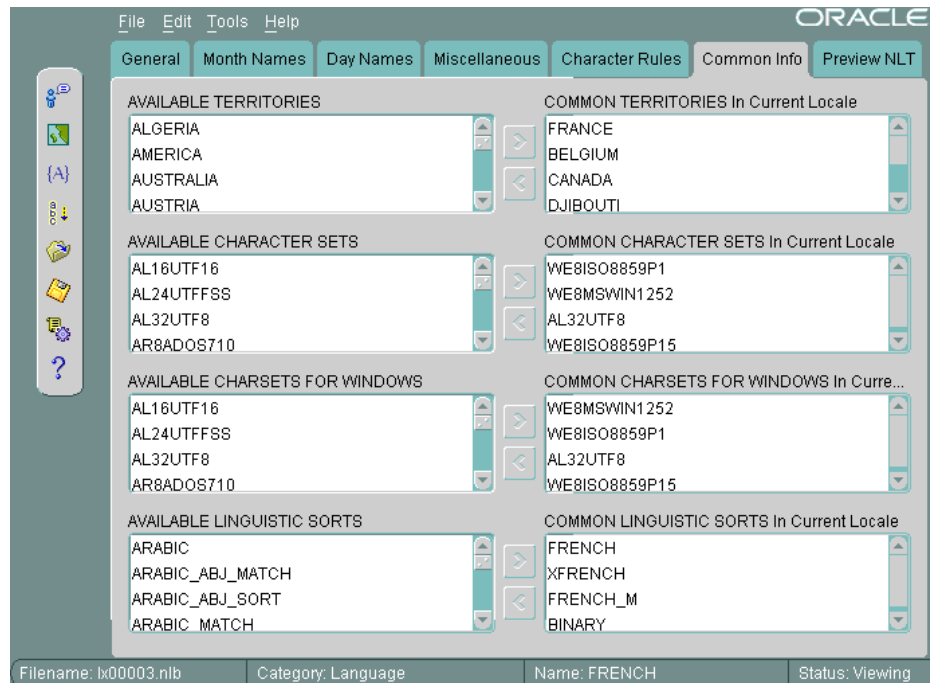 File Edit Tools Help
ORACLE
General Month Names Day Names Miscellaneous Character Rules Common Info Preview NLT
AVAILABLE TERRITORIES
ALGERIA
AMERICA
AUSTRALIA
AUSTRIA
COMMON TERRITORIES In Current Locale
FRANCE
BELGIUM
CANADA
DJIBOUTI
AVAILABLE CHARACTER SETS
AL16UTF16
AL24UTFFSS
AL32UTF8
AR8ADOS710
COMMON CHARACTER SETS In Current Locale
WE8ISO8859P1
WE8MSWIN1252
AL32UTF8
WE8ISO8859P15
AVAILABLE CHARSETS FOR WINDOWS
AL16UTF16
AL24UTFFSS
AL32UTF8
AR8ADOS710
COMMON CHARSETS FOR WINDOWS In Curre...
WE8MSWIN1252
WE8ISO8859P1
AL32UTF8
WE8ISO8859P15
AVAILABLE LINGUISTIC SORTS
ARABIC
ARABIC_ABJ_MATCH
ARABIC_ABJ_SORT
ARABIC_MATCH
COMMON LINGUISTIC SORTS In Current Locale
FRENCH
XFRENCH
FRENCH_M
BINARY
{A}
a
b
c
?
Filename: lx00003.nlb Category: Language Name: FRENCH Status: Viewing